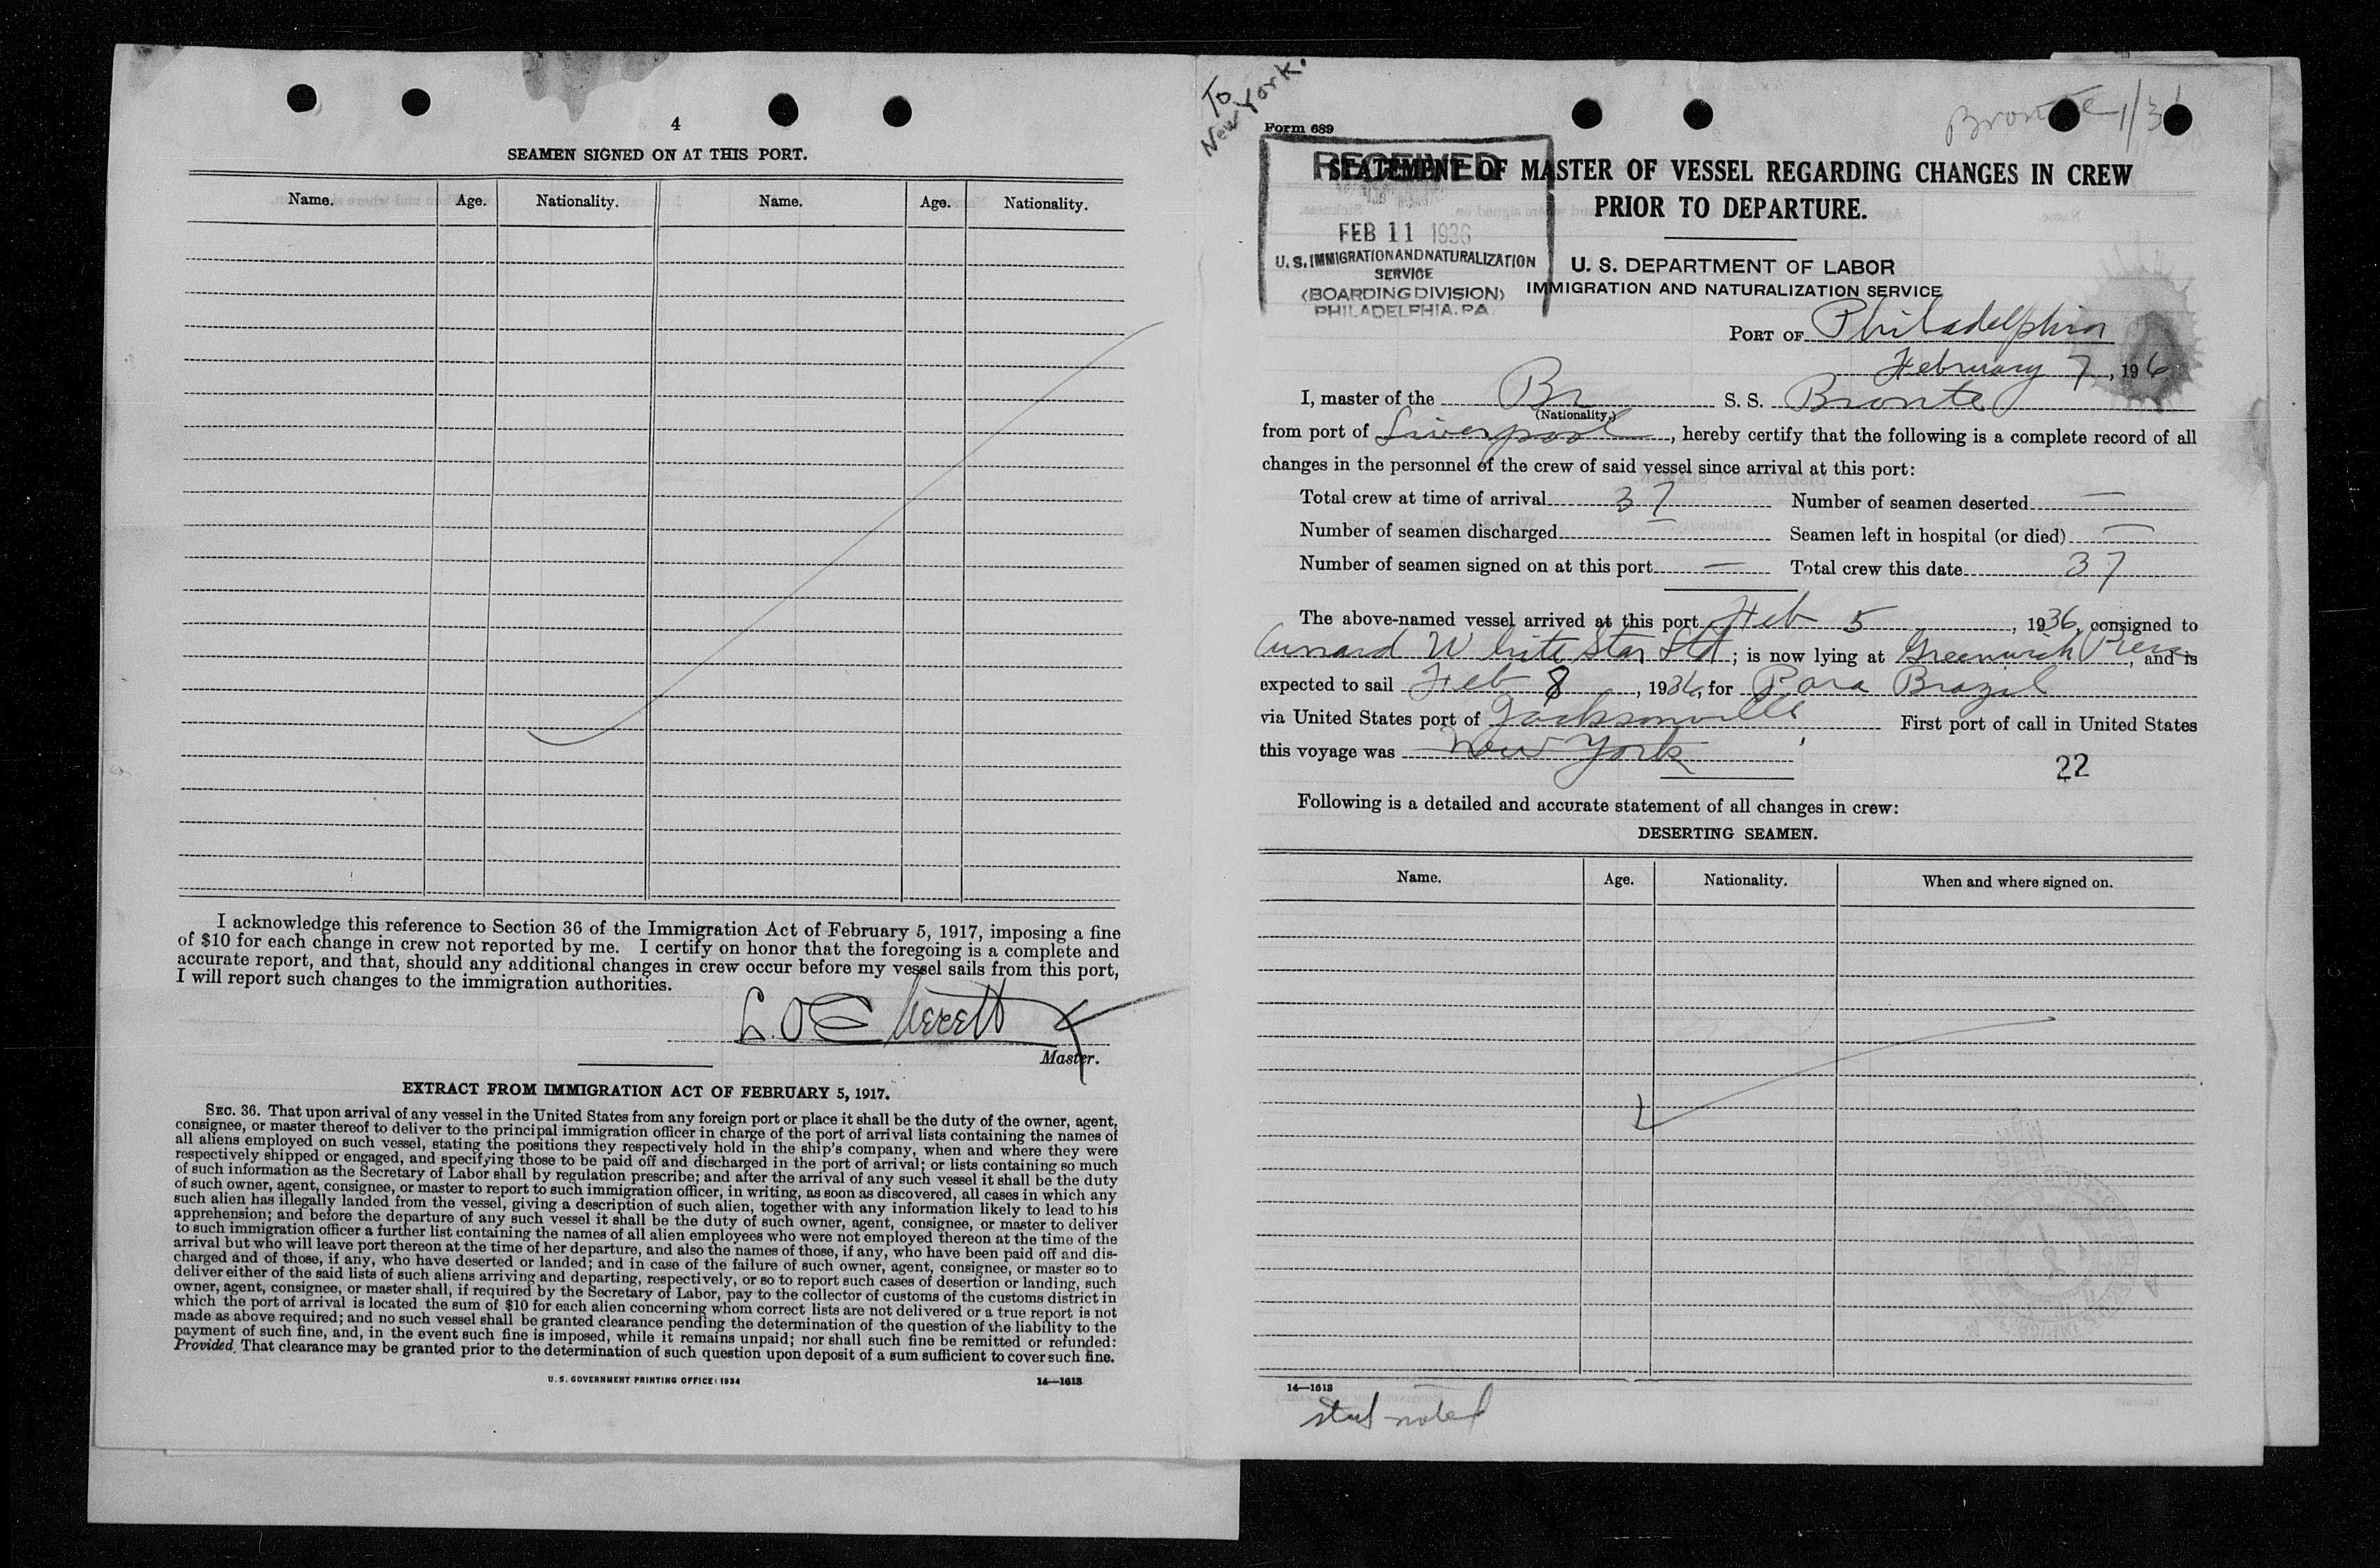 4
SEAMEN SIGNED ON AT THIS PORT.
Name. Age. Nationality. Name. Age. Nationality.
I acknowledge this reference to Section 36 of the Immigration Act of February 5, 1917, imposing a fine
of $10 for each change in crew not reported by me. I certify on honor that the foregoing is a complete and
accurate report, and that, should any additional changes in crew occur before my vessel sails from this port,
I will report such changes to the immigration authorities.
Master.
EXTRACT FROM IMMIGRATION ACT OF FEBRUARY 5, 1917.
SEC. 36. That upon arrival of any vessel in the United States from any foreign port or place it shall be the duty of the owner, agent,
consignee, or master thereof to deliver to the principal immigration officer in charge of the port of arrival lists containing the names of
all aliens employed on such vessel, stating the positions they respectively hold in the ship's company, when and where they were
respectively shipped or engaged, and specifying those to be paid off and discharged in the port of arrival; or lists containing so much
of such information as the Secretary of Labor shall by regulation prescribe; and after the arrival of any such vessel it shall be the duty
of such owner, agent, consignee, or master to report to such immigration officer, in writing, as soon as discovered, all cases in which any
such alien has illegally landed from the vessel, giving a description of such alien, together with any information likely to lead to his
apprehension; and before the departure of any such vessel it shall be the duty of such owner, agent, consignee, or master to deliver
to such immigration officer a further list containing the names of all alien employees who were not employed thereon at the time of the
arrival but who will leave port thereon at the time of her departure, and also the names of those, if any, who have been paid off and dis-
charged and of those, if any, who have deserted or landed; and in case of the failure of such owner, agent, consignee, or master so to
deliver either of the said lists of such aliens arriving and departing, respectively, or so to report such cases of desertion or landing, such
owner, agent, consignee, or master shall, if required by the Secretary of Labor, pay to the collector of customs of the customs district in
which the port of arrival is located the sum of $10 for each alien concerning whom correct lists are not delivered or a true report is not
made as above required; and no such vessel shall be granted clearance pending the determination of the question of the liability to the
payment of such fine, and, in the event such fine is imposed, while it remains unpaid; nor shall such fine be remitted or refunded:
Provided, That clearance may be granted prior to the determination of such question upon deposit of a sum sufficient to cover such fine.
U. S. GOVERNMENT PRINTING OFFICE: 1934 14—1613
To
New York.
Bronte 1/31
Form 689
RECEIVED
FEB 11 1936
U. S. IMMIGRATION AND NATURALIZATION
SERVICE
(BOARDING DIVISION)
PHILADELPHIA. PA.
STATEMENT OF MASTER OF VESSEL REGARDING CHANGES IN CREW
PRIOR TO DEPARTURE.
U. S. DEPARTMENT OF LABOR
IMMIGRATION AND NATURALIZATION SERVICE
PORT OF Philadelphia
February 7, 1936
I, master of the Br S. S. Bronte
(Nationality.)
from port of Liverpool, hereby certify that the following is a complete record of all
changes in the personnel of the crew of said vessel since arrival at this port:
Total crew at time of arrival 37 Number of seamen deserted —
Number of seamen discharged — Seamen left in hospital (or died) —
Number of seamen signed on at this port — Total crew this date 37
The above-named vessel arrived at this port Feb 5, 1936, consigned to
Cunard White Star Ltd; is now lying at Greenwich Piers, and is
expected to sail Feb 8, 1936, for Para Brazil
via United States port of Jacksonville First port of call in United States
this voyage was New York
22
Following is a detailed and accurate statement of all changes in crew:
DESERTING SEAMEN.
Name. Age. Nationality. When and where signed on.
14—1613
noted